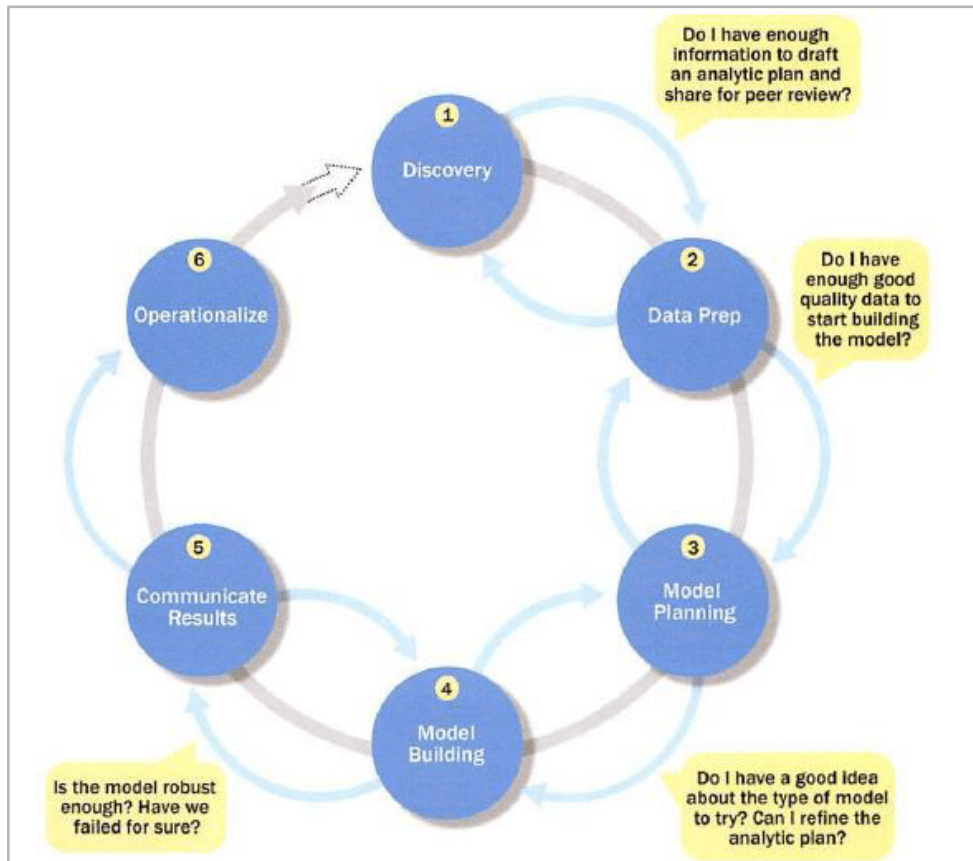 Do I have enough
information to draft
an analytic plan and
share for peer review?
1
Discovery
2
Data Prep
Do I have
enough good
quality data to
start building
the model?
3
Model
Planning
Do I have a good idea
about the type of model
to try? Can I refine the
analytic plan?
4
Model
Building
Is the model robust
enough? Have we
failed for sure?
5
Communicate
Results
6
Operationalize